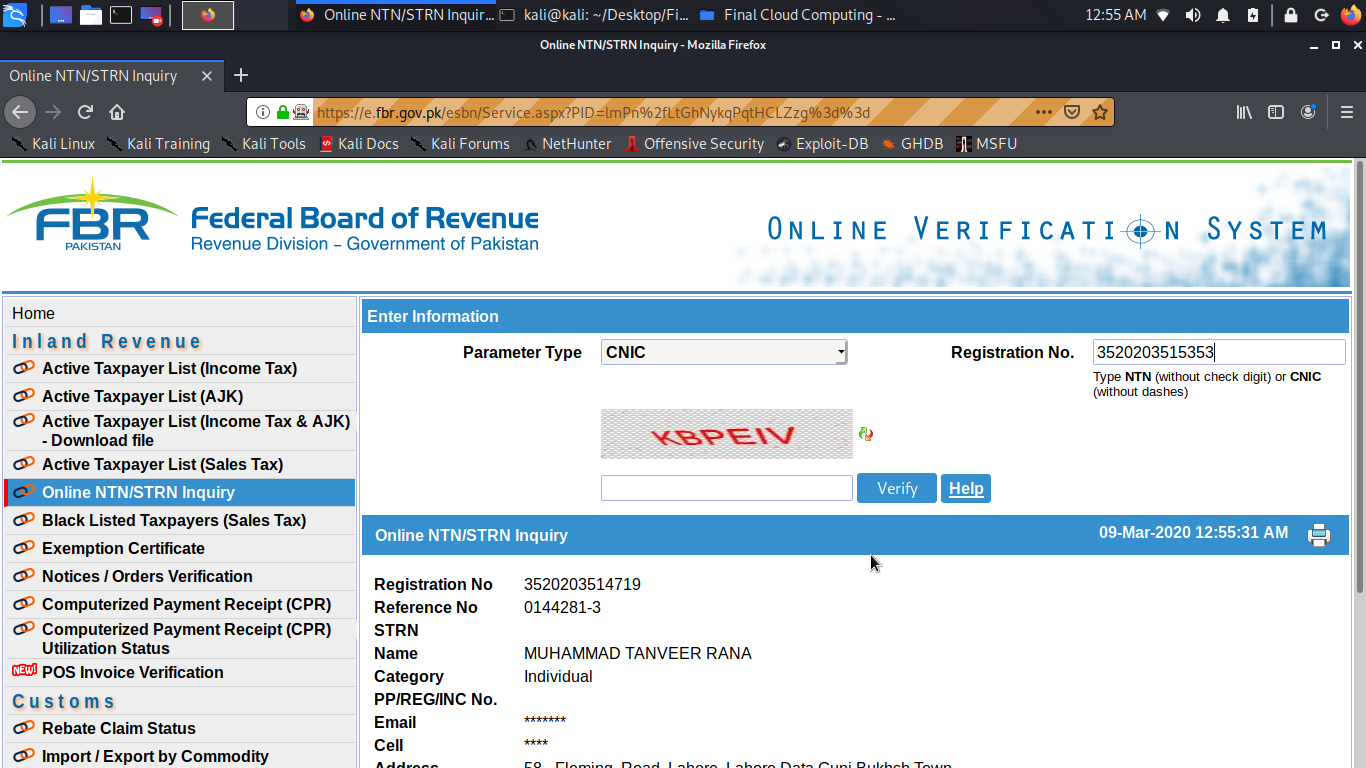 Online NTN/STRN Inquir...
kali@kali: ~/Desktop/Fi...
Final Cloud Computing - ...
12:55 AM
Online NTN/STRN Inquiry - Mozilla Firefox
Online NTN/STRN Inquiry
https://e.fbr.gov.pk/esbn/Service.aspx?PID=lmPn%2fLtGhNykqPqtHCLZzg%3d%3d
Kali Linux Kali Training Kali Tools Kali Docs Kali Forums NetHunter Offensive Security Exploit-DB GHDB MSFU
FBR
PAKISTAN
Federal Board of Revenue
Revenue Division – Government of Pakistan
ONLINE VERIFICATION SYSTEM
Home
Inland Revenue
Active Taxpayer List (Income Tax)
Active Taxpayer List (AJK)
Active Taxpayer List (Income Tax & AJK)
- Download file
Active Taxpayer List (Sales Tax)
Online NTN/STRN Inquiry
Black Listed Taxpayers (Sales Tax)
Exemption Certificate
Notices / Orders Verification
Computerized Payment Receipt (CPR)
Computerized Payment Receipt (CPR)
Utilization Status
NEW! POS Invoice Verification
Customs
Rebate Claim Status
Import / Export by Commodity
Enter Information
Parameter Type CNIC Registration No. 3520203515353
Type NTN (without check digit) or CNIC
(without dashes)
KBPEIV
Verify Help
Online NTN/STRN Inquiry 09-Mar-2020 12:55:31 AM
Registration No 3520203514719
Reference No 0144281-3
STRN
Name MUHAMMAD TANVEER RANA
Category Individual
PP/REG/INC No.
Email *******
Cell ****
Address 58 , Fleming, Road, Lahore, Lahore Data Gunj Bukhsh Town